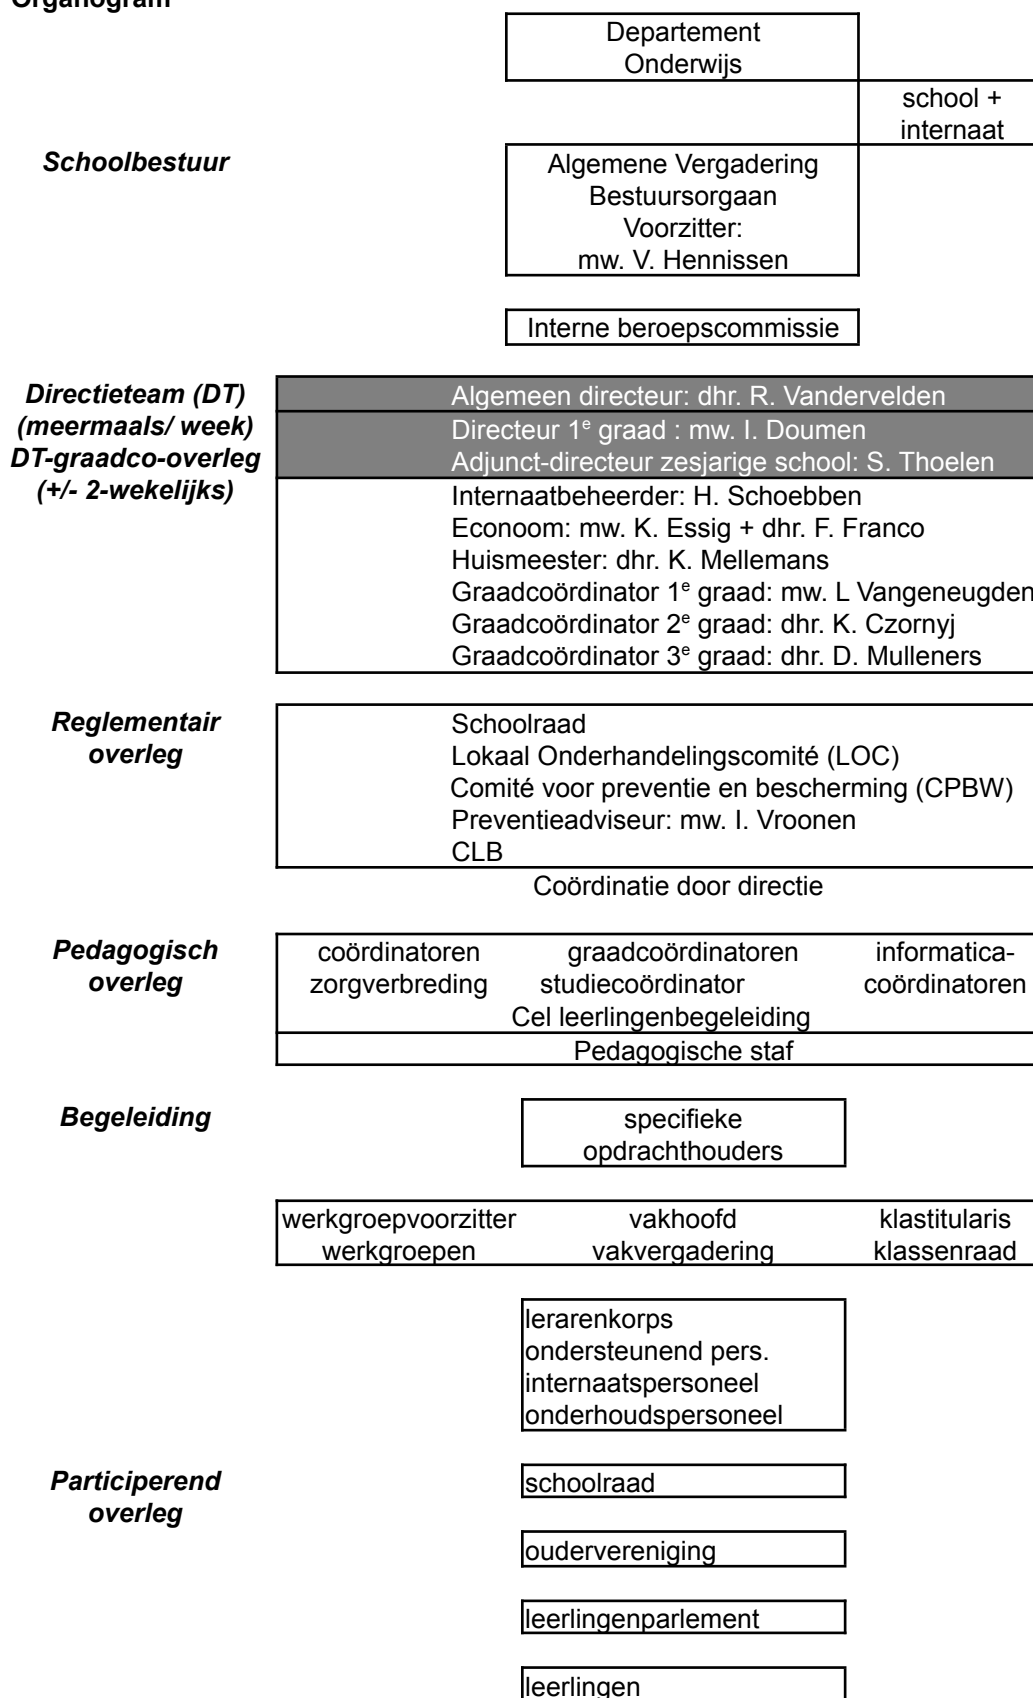 Organogram
Departement
Onderwijs
school +
internaat
Schoolbestuur
Algemene Vergadering
Bestuursorgaan
Voorzitter:
mw. V. Hennissen
Interne beroepscommissie
Directieteam (DT)
(meermaals/ week)
DT-graadco-overleg
(+/- 2-wekelijks)
Algemeen directeur: dhr. R. Vandervelden
Directeur 1e graad : mw. I. Doumen
Adjunct-directeur zesjarige school: S. Thoelen
Internaatbeheerder: H. Schoebben
Econoom: mw. K. Essig + dhr. F. Franco
Huismeester: dhr. K. Mellemans
Graadcoördinator 1e graad: mw. L Vangeneugden
Graadcoördinator 2e graad: dhr. K. Czornyj
Graadcoördinator 3e graad: dhr. D. Mulleners
Reglementair
overleg
Schoolraad
Lokaal Onderhandelingscomité (LOC)
Comité voor preventie en bescherming (CPBW)
Preventieadviseur: mw. I. Vroonen
CLB
Coördinatie door directie
Pedagogisch
overleg
coördinatoren graadcoördinatoren informatica-
zorgverbreding studiecoördinator coördinatoren
Cel leerlingenbegeleiding
Pedagogische staf
Begeleiding
specifieke
opdrachthouders
werkgroepvoorzitter vakhoofd klastitularis
werkgroepen vakvergadering klassenraad
lerarenkorps
ondersteunend pers.
internaatspersoneel
onderhoudspersoneel
Participerend
overleg
schoolraad
oudervereniging
leerlingenparlement
leerlingen